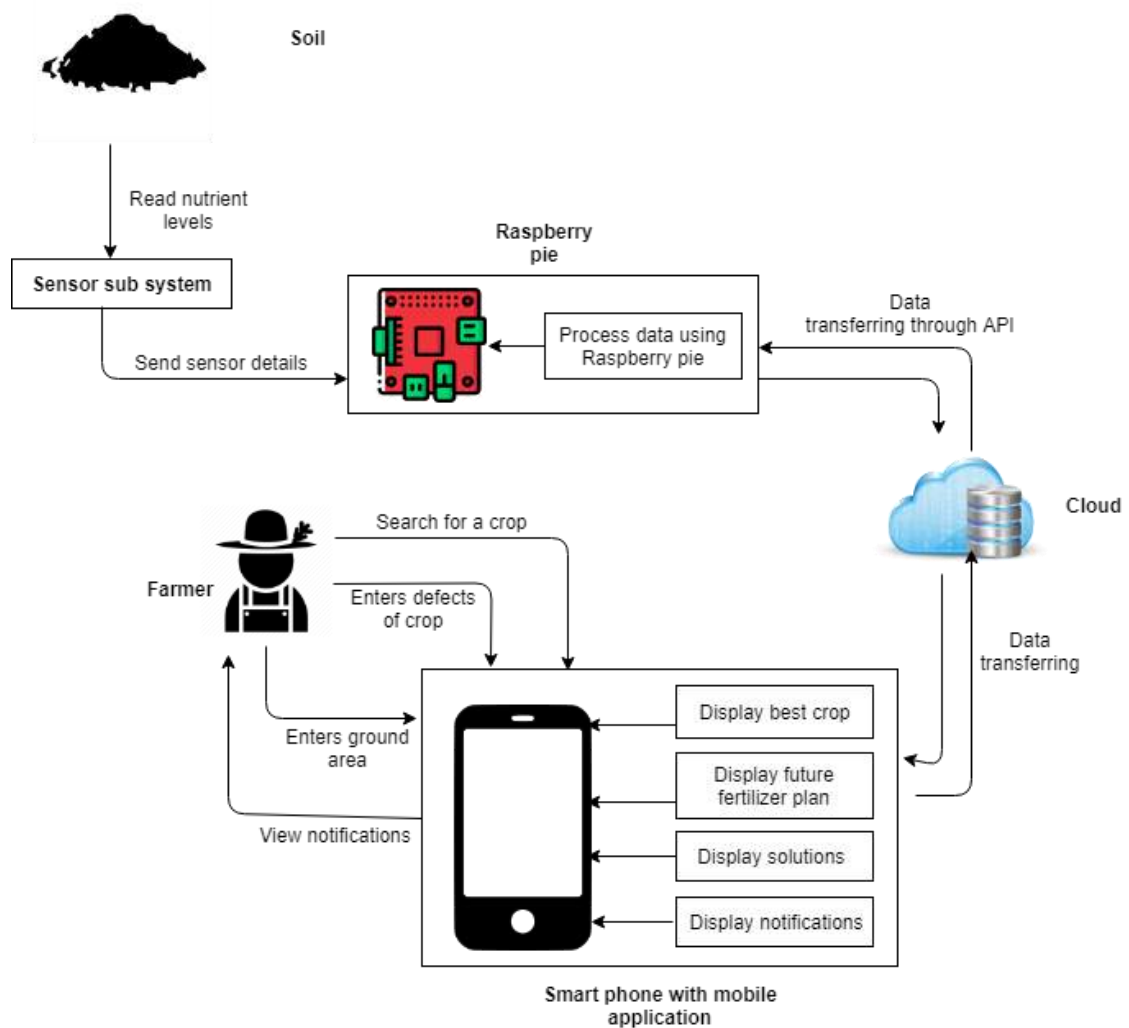 Soil
Read nutrient
levels
Sensor sub system
Raspberry
pie
Process data using
Raspberry pie
Data
transferring through API
Send sensor details
Cloud
Search for a crop
Farmer
Enters defects
of crop
Data
transferring
Enters ground
area
View notifications
Display best crop
Display future
fertilizer plan
Display solutions
Display notifications
Smart phone with mobile
application